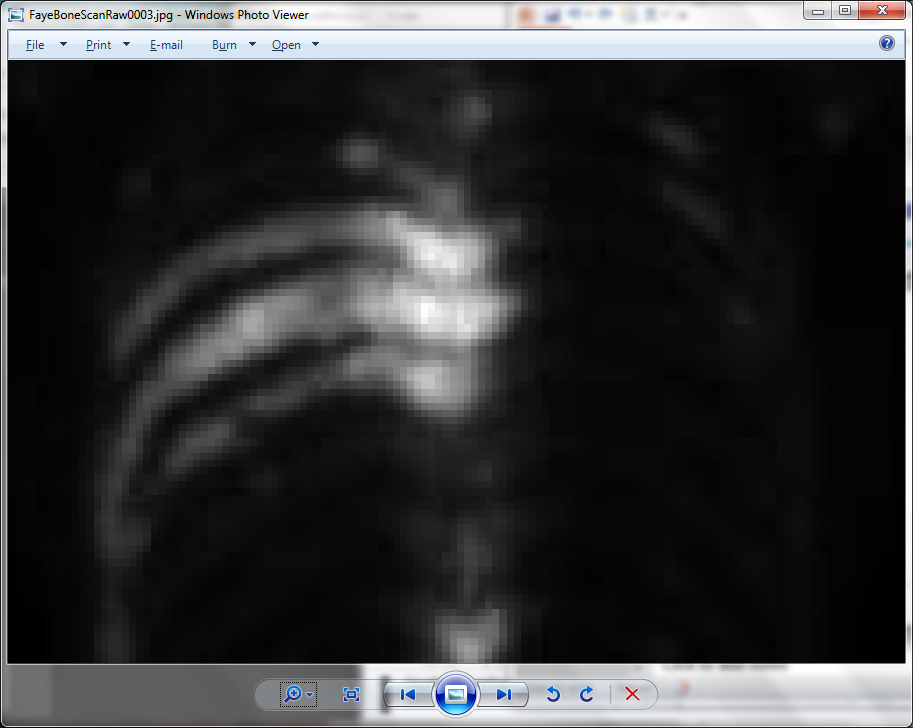 FayeBoneScanRaw0003.jpg - Windows Photo Viewer
File Print E-mail Burn Open